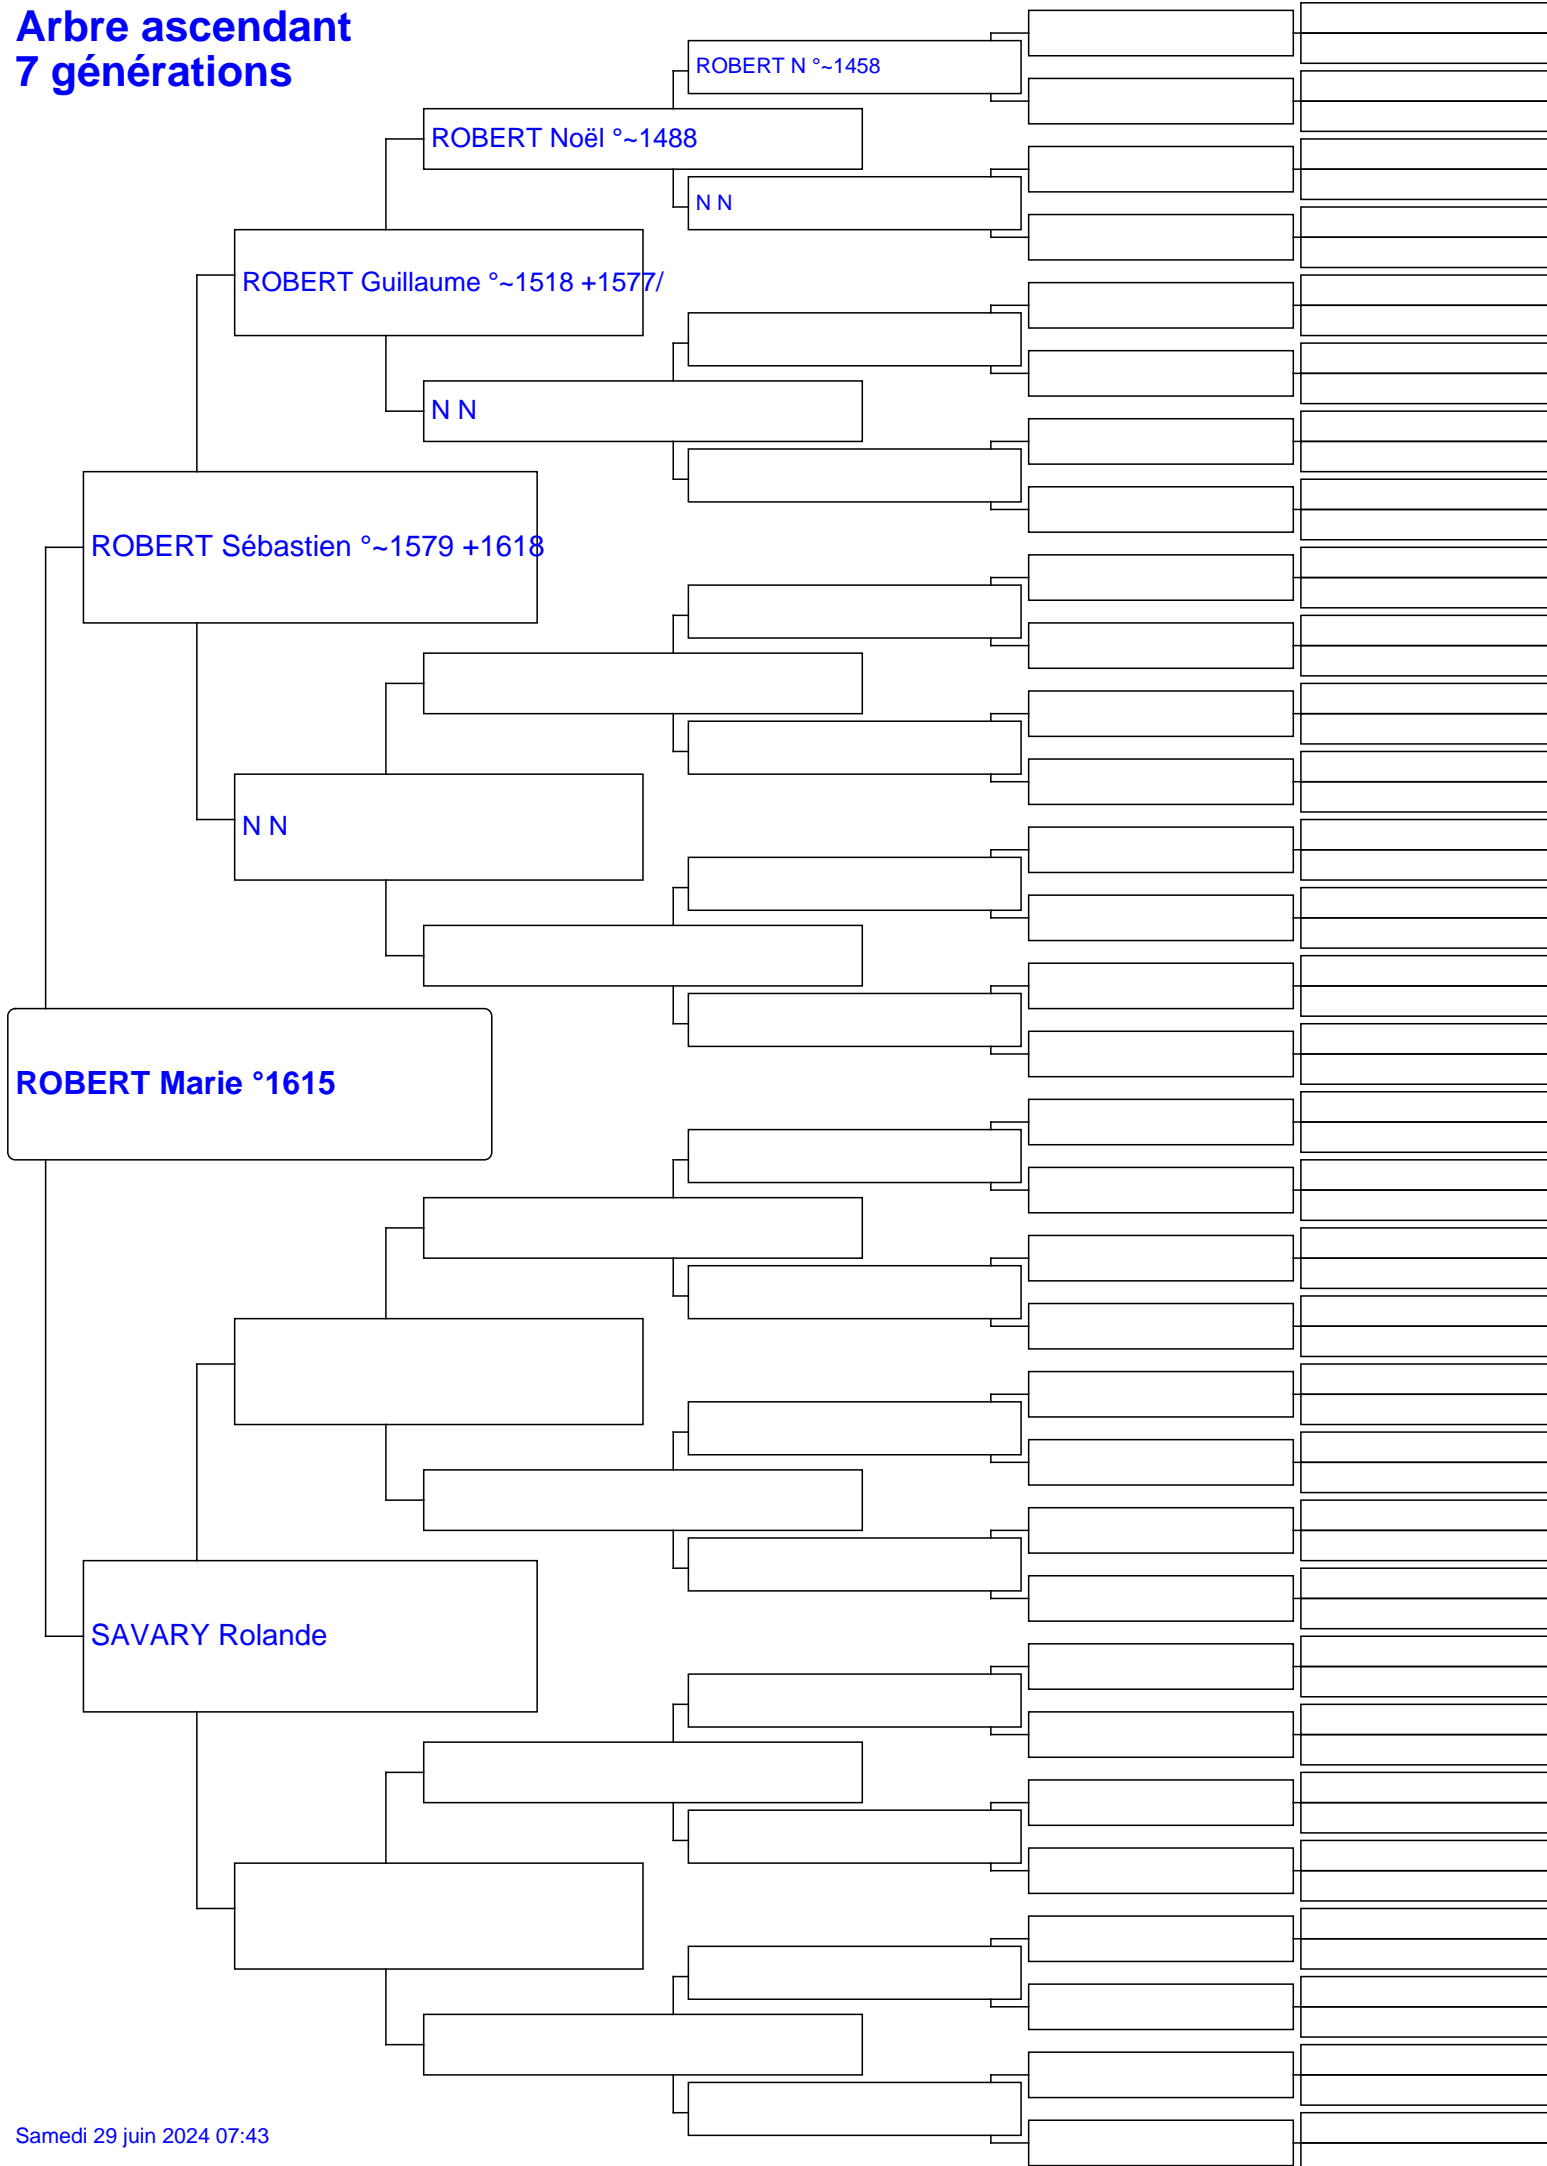 Arbre ascendant
7 générations
ROBERT N °~1458
ROBERT Noël °~1488
N N
ROBERT Guillaume °~1518 +1577/
N N
ROBERT Sébastien °~1579 +1618
N N
ROBERT Marie °1615
SAVARY Rolande
Samedi 29 juin 2024 07:43